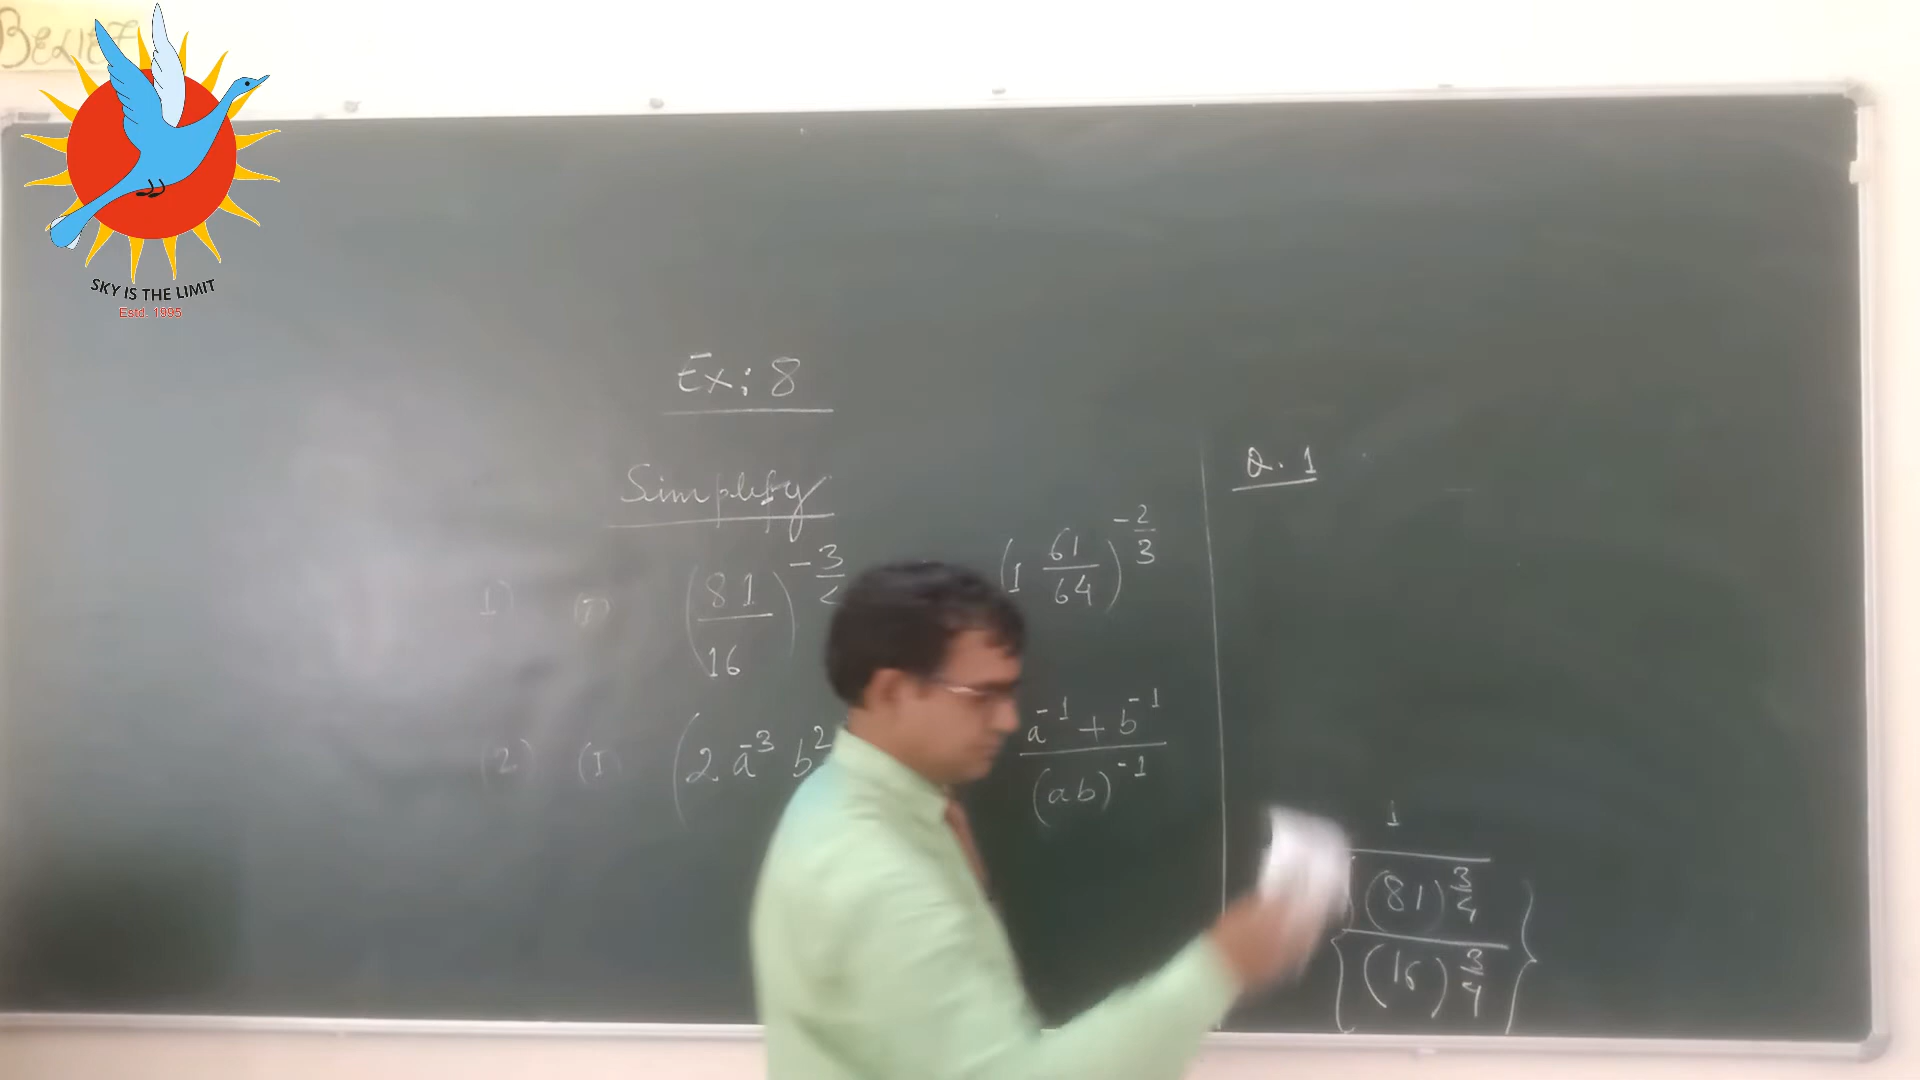 BELIEF
SKY IS THE LIMIT
Estd. 1995
Ex: 8
Simplify
1) (I) (81/16)^-3/ (1 61/64)^-2/3
(2) (I) (2 a^-3 b^2 a^-1 + b^-1 / (ab)^-1
Q. 1
1
(81)^3/4
(16)^3/4